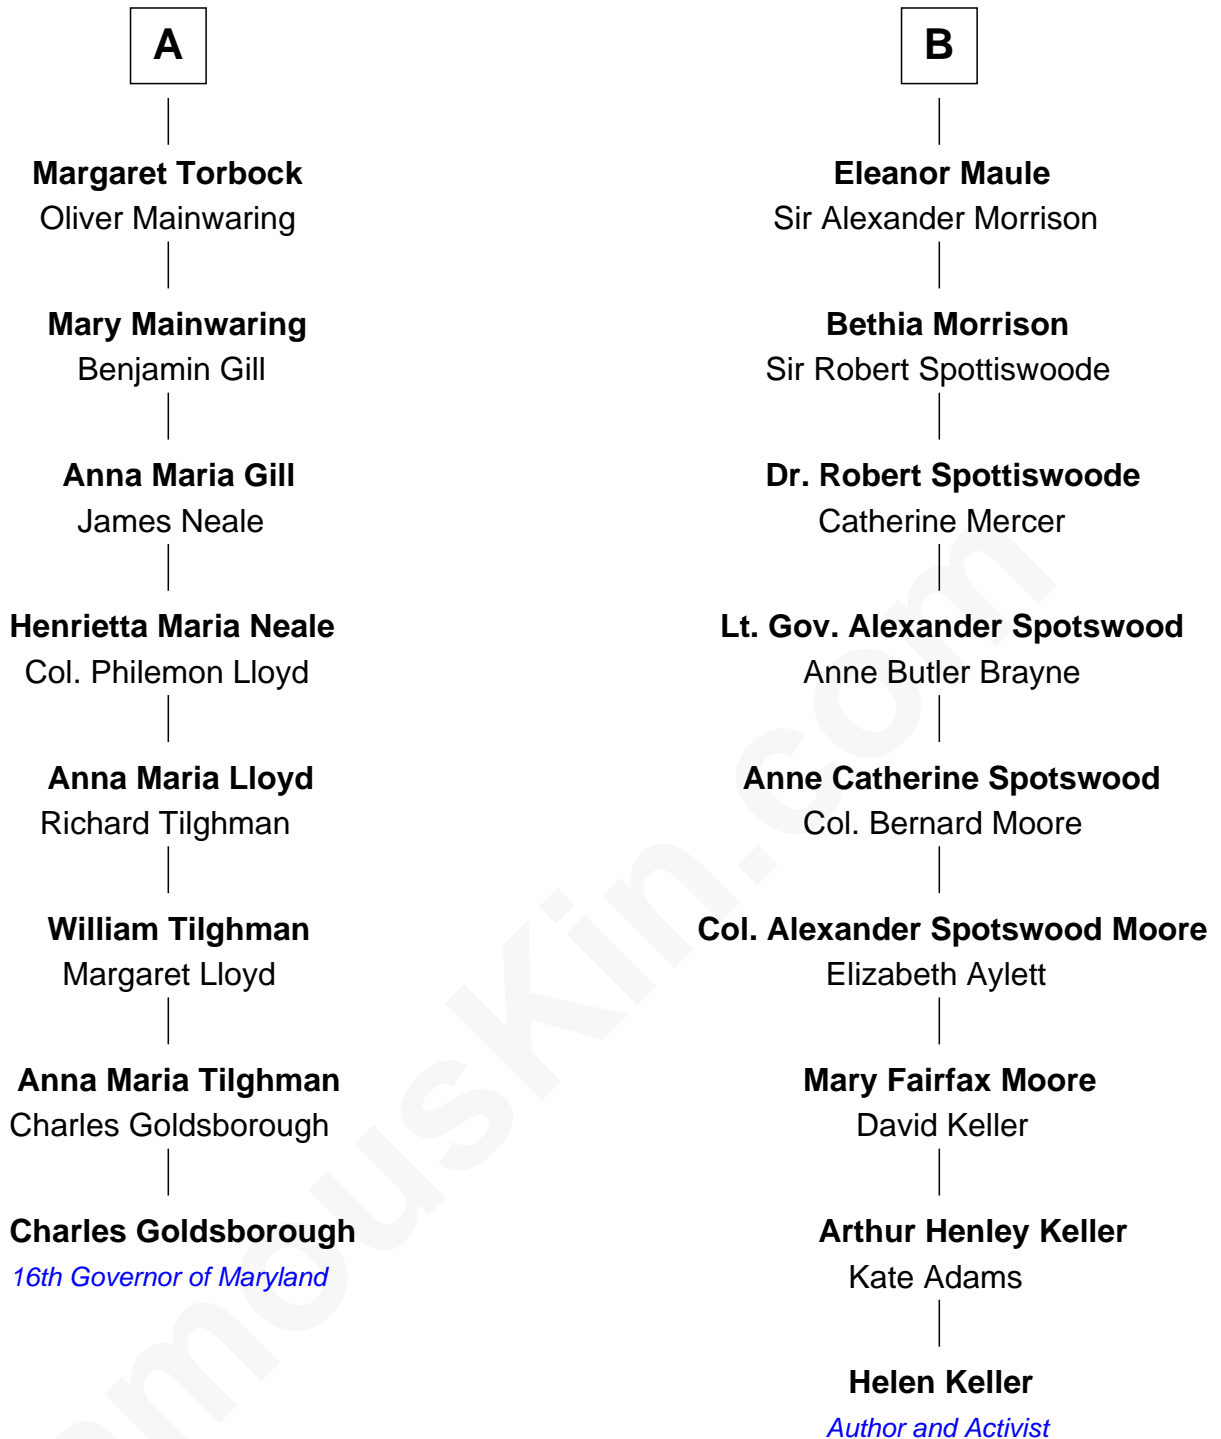 A
Margaret Torbock
Oliver Mainwaring
Mary Mainwaring
Benjamin Gill
Anna Maria Gill
James Neale
Henrietta Maria Neale
Col. Philemon Lloyd
Anna Maria Lloyd
Richard Tilghman
William Tilghman
Margaret Lloyd
Anna Maria Tilghman
Charles Goldsborough
Charles Goldsborough
16th Governor of Maryland
B
Eleanor Maule
Sir Alexander Morrison
Bethia Morrison
Sir Robert Spottiswoode
Dr. Robert Spottiswoode
Catherine Mercer
Lt. Gov. Alexander Spotswood
Anne Butler Brayne
Anne Catherine Spotswood
Col. Bernard Moore
Col. Alexander Spotswood Moore
Elizabeth Aylett
Mary Fairfax Moore
David Keller
Arthur Henley Keller
Kate Adams
Helen Keller
Author and Activist
amouskin.com